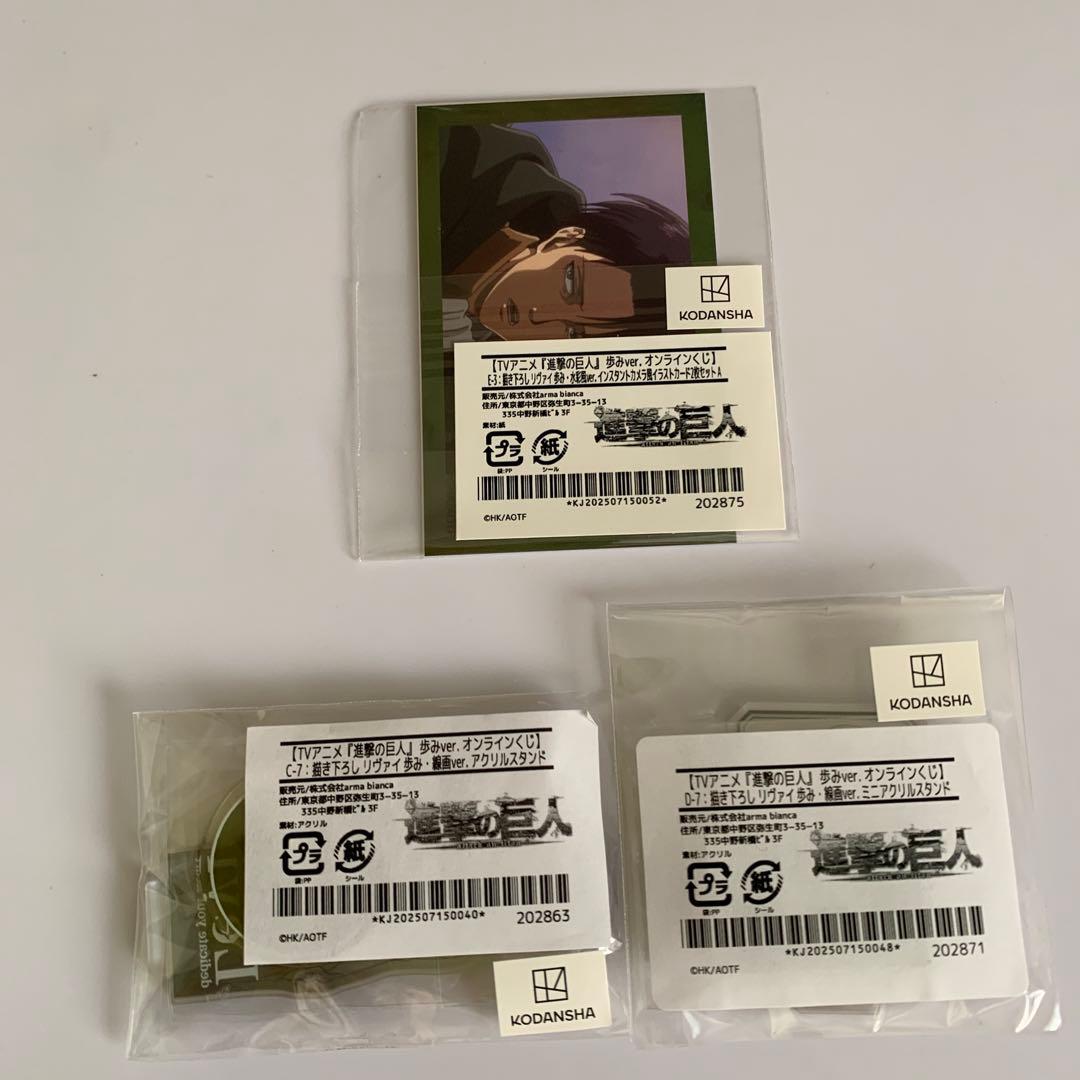 KODANSHA
【TVアニメ『進撃の巨人』 歩みver. オンラインくじ】
E-3：描き下ろし リヴァイ 歩み・水彩風ver. インスタントカメラ風イラストカード2枚セット A
販売元/株式会社arma bianca
住所/東京都中野区弥生町3-35-13
335中野新橋ﾋﾞﾙ 3F
素材:紙
進撃の巨人
ATTACK ON TITAN
プラ
紙
袋:PP
シール
*KJ202507150052*
202875
©HK/AOTF
【TVアニメ『進撃の巨人』 歩みver. オンラインくじ】
C-7：描き下ろし リヴァイ 歩み・線画ver. アクリルスタンド
販売元/株式会社arma bianca
住所/東京都中野区弥生町3-35-13
335中野新橋ﾋﾞﾙ 3F
素材:アクリル
進撃の巨人
ATTACK ON TITAN
プラ
紙
袋:PP
シール
*KJ202507150040*
202863
©HK/AOTF
dedicate your
KODANSHA
KODANSHA
【TVアニメ『進撃の巨人』 歩みver. オンラインくじ】
D-7：描き下ろし リヴァイ 歩み・線画ver. ミニアクリルスタンド
販売元/株式会社arma bianca
住所/東京都中野区弥生町3-35-13
335中野新橋ﾋﾞﾙ 3F
素材:アクリル
進撃の巨人
ATTACK ON TITAN
プラ
紙
袋:PP
シール
*KJ202507150048*
202871
©HK/AOTF